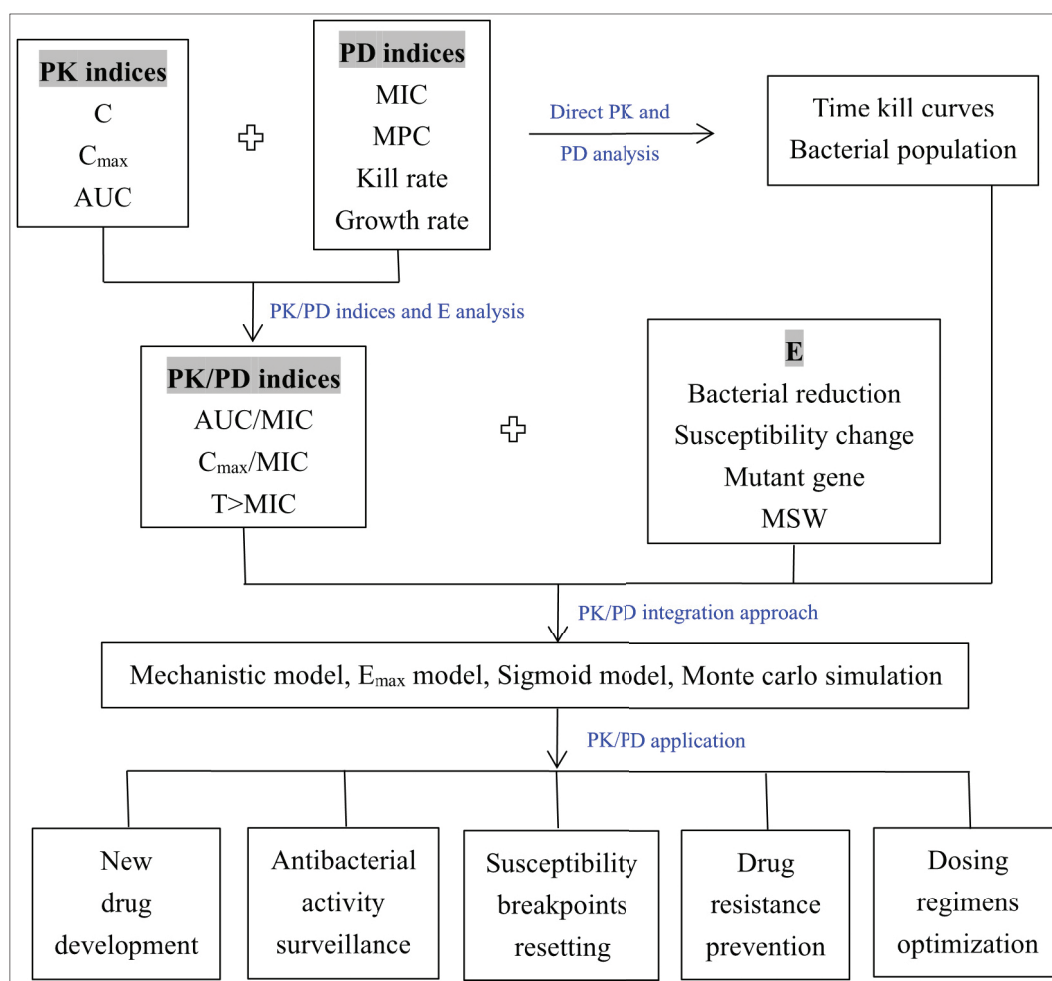 PK indices
C
Cmax
AUC
PD indices
MIC
MPC
Kill rate
Growth rate
Direct PK and
PD analysis
Time kill curves
Bacterial population
PK/PD indices and E analysis
PK/PD indices
AUC/MIC
Cmax/MIC
T>MIC
E
Bacterial reduction
Susceptibility change
Mutant gene
MSW
PK/PD integration approach
Mechanistic model, Emax model, Sigmoid model, Monte carlo simulation
PK/PD application
New
drug
development
Antibacterial
activity
surveillance
Susceptibility
breakpoints
resetting
Drug
resistance
prevention
Dosing
regimens
optimization